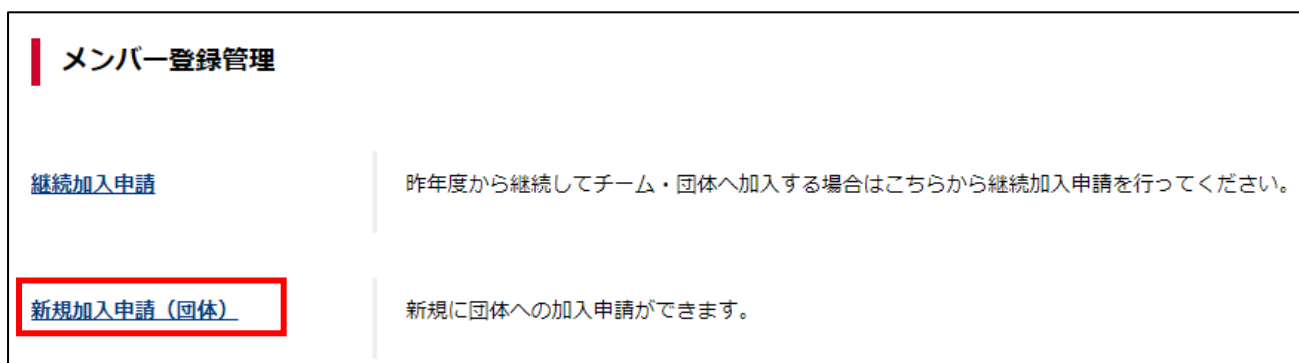 メンバー登録管理
継続加入申請
昨年度から継続してチーム・団体へ加入する場合はこちらから継続加入申請を行ってください。
新規加入申請（団体）
新規に団体への加入申請ができます。